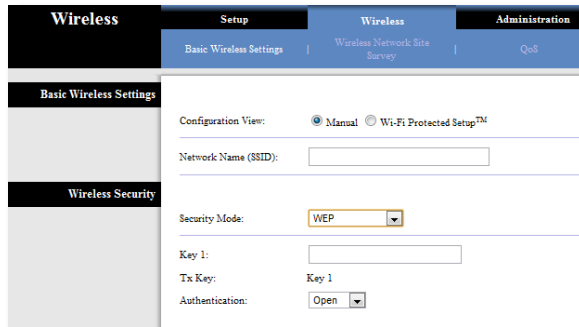 Wireless
Setup Wireless Administration
Basic Wireless Settings | Wireless Network Site Survey | QoS
Basic Wireless Settings
Configuration View: Manual Wi-Fi Protected Setup™
Network Name (SSID):
Wireless Security
Security Mode: WEP
Key 1:
Tx Key: Key 1
Authentication: Open